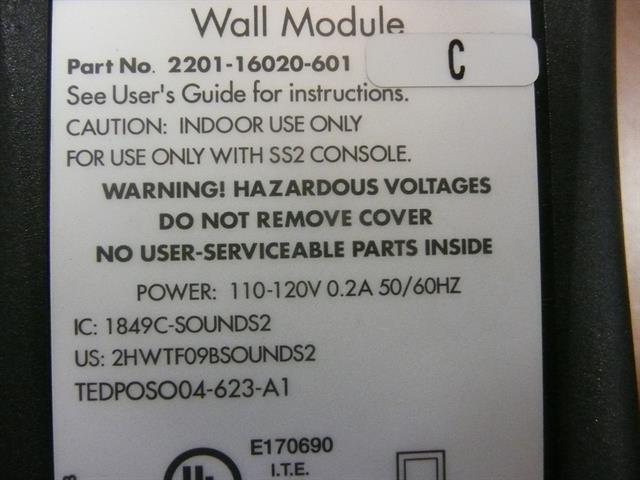 Wall Module
Part No. 2201-16020-601 C
See User's Guide for instructions.
CAUTION: INDOOR USE ONLY
FOR USE ONLY WITH SS2 CONSOLE.
WARNING! HAZARDOUS VOLTAGES
DO NOT REMOVE COVER
NO USER-SERVICEABLE PARTS INSIDE
POWER: 110-120V 0.2A 50/60HZ
IC: 1849C-SOUNDS2
US: 2HWTF09BSOUNDS2
TEDPOSO04-623-A1
E170690
UL
I.T.E.